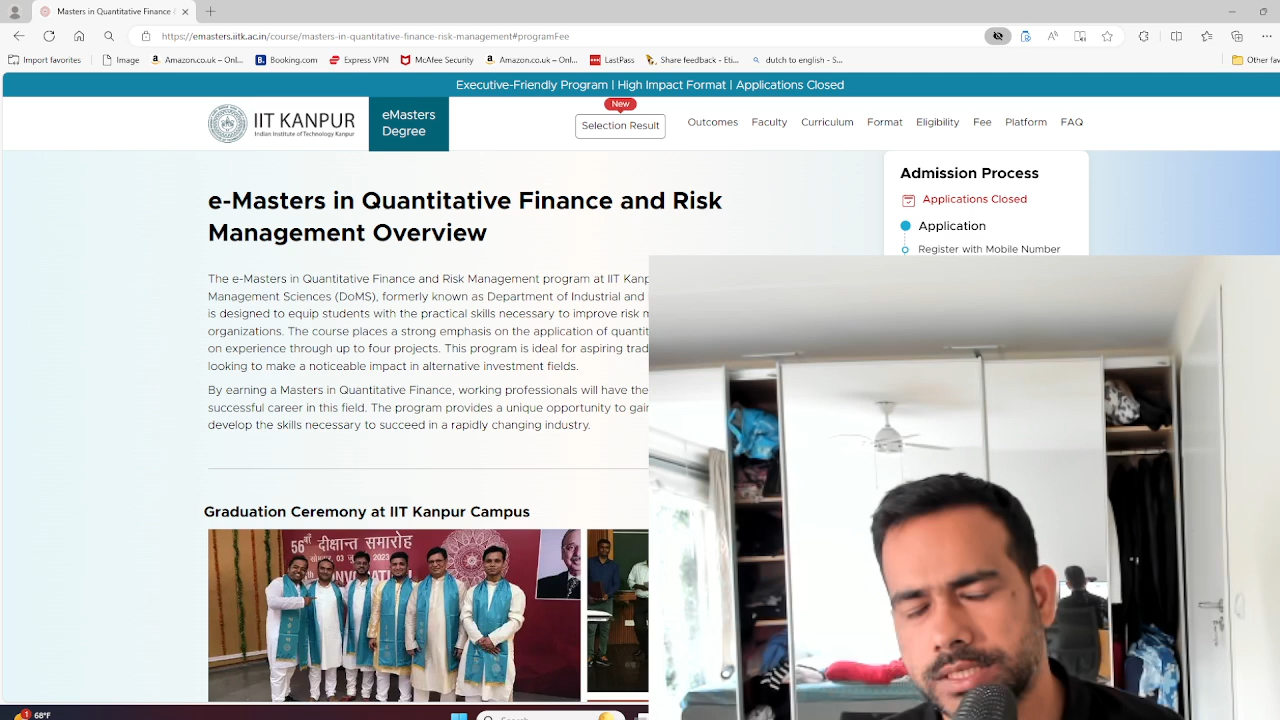 Masters in Quantitative Finance
https://emasters.iitk.ac.in/course/masters-in-quantitative-finance-risk-management#programFee
Import favorites
Image
Amazon.co.uk – Onl...
Booking.com
Express VPN
McAfee Security
Amazon.co.uk – Onl...
LastPass
Share feedback - Eti...
dutch to english - S...
Other fav
Executive-Friendly Program | High Impact Format | Applications Closed
IIT KANPUR
Indian Institute of Technology Kanpur
eMasters
Degree
New
Selection Result
Outcomes
Faculty
Curriculum
Format
Eligibility
Fee
Platform
FAQ
e-Masters in Quantitative Finance and Risk
Management Overview
Admission Process
Applications Closed
Application
Register with Mobile Number
The e-Masters in Quantitative Finance and Risk Management program at IIT Kanp
Management Sciences (DoMS), formerly known as Department of Industrial and
is designed to equip students with the practical skills necessary to improve risk m
organizations. The course places a strong emphasis on the application of quantit
on experience through up to four projects. This program is ideal for aspiring trad
looking to make a noticeable impact in alternative investment fields.
By earning a Masters in Quantitative Finance, working professionals will have the
successful career in this field. The program provides a unique opportunity to gain
develop the skills necessary to succeed in a rapidly changing industry.
Graduation Ceremony at IIT Kanpur Campus
56वाँ दीक्षान्त समारोह
2023
1
68°F
Search